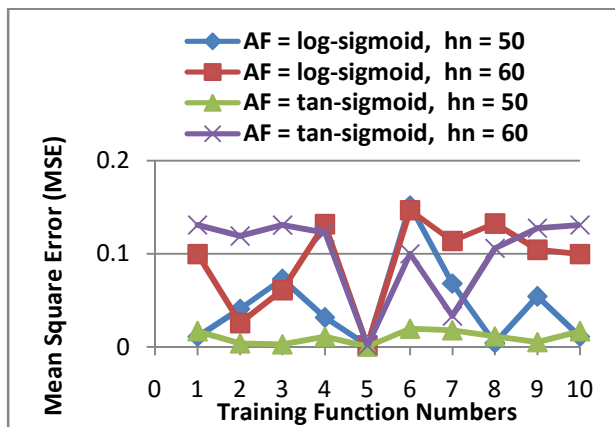 AF = log-sigmoid, hn = 50
AF = log-sigmoid, hn = 60
AF = tan-sigmoid, hn = 50
AF = tan-sigmoid, hn = 60
Mean Square Error (MSE)
0.2
0.1
0
0 1 2 3 4 5 6 7 8 9 10
Training Function Numbers